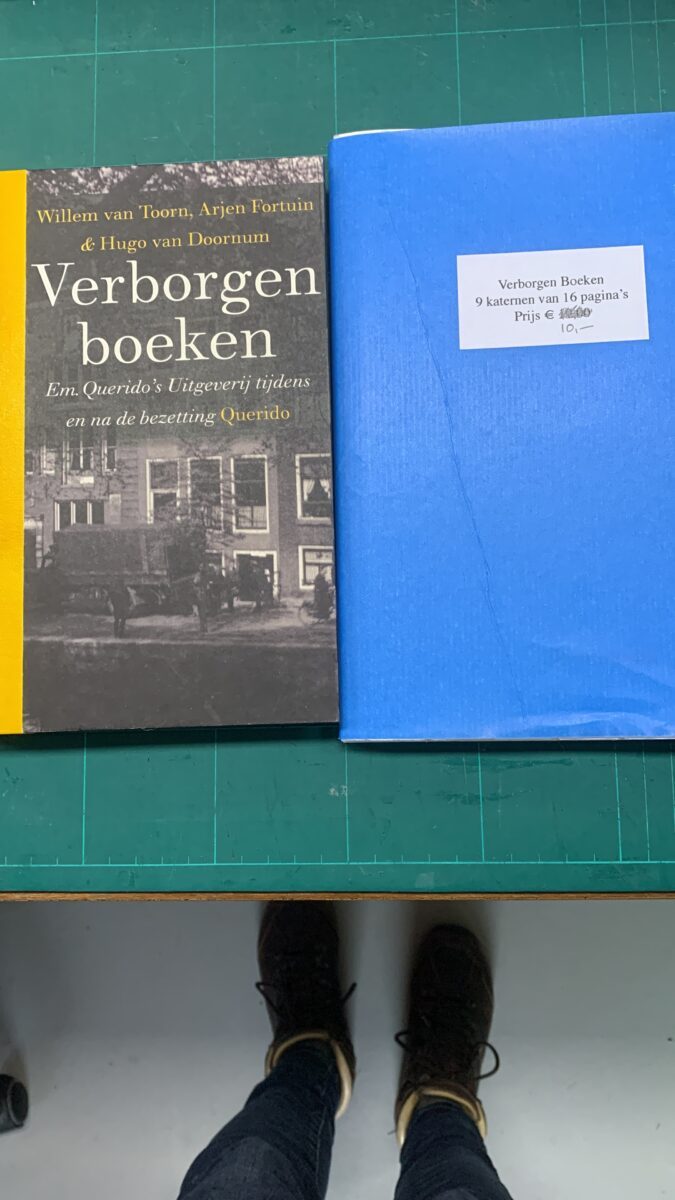 Willem van Toorn, Arjen Fortuin
& Hugo van Doornum
Verborgen
boeken
Em. Querido's Uitgeverij tijdens
en na de bezetting Querido
Verborgen Boeken
9 katernen van 16 pagina's
Prijs €
10,—